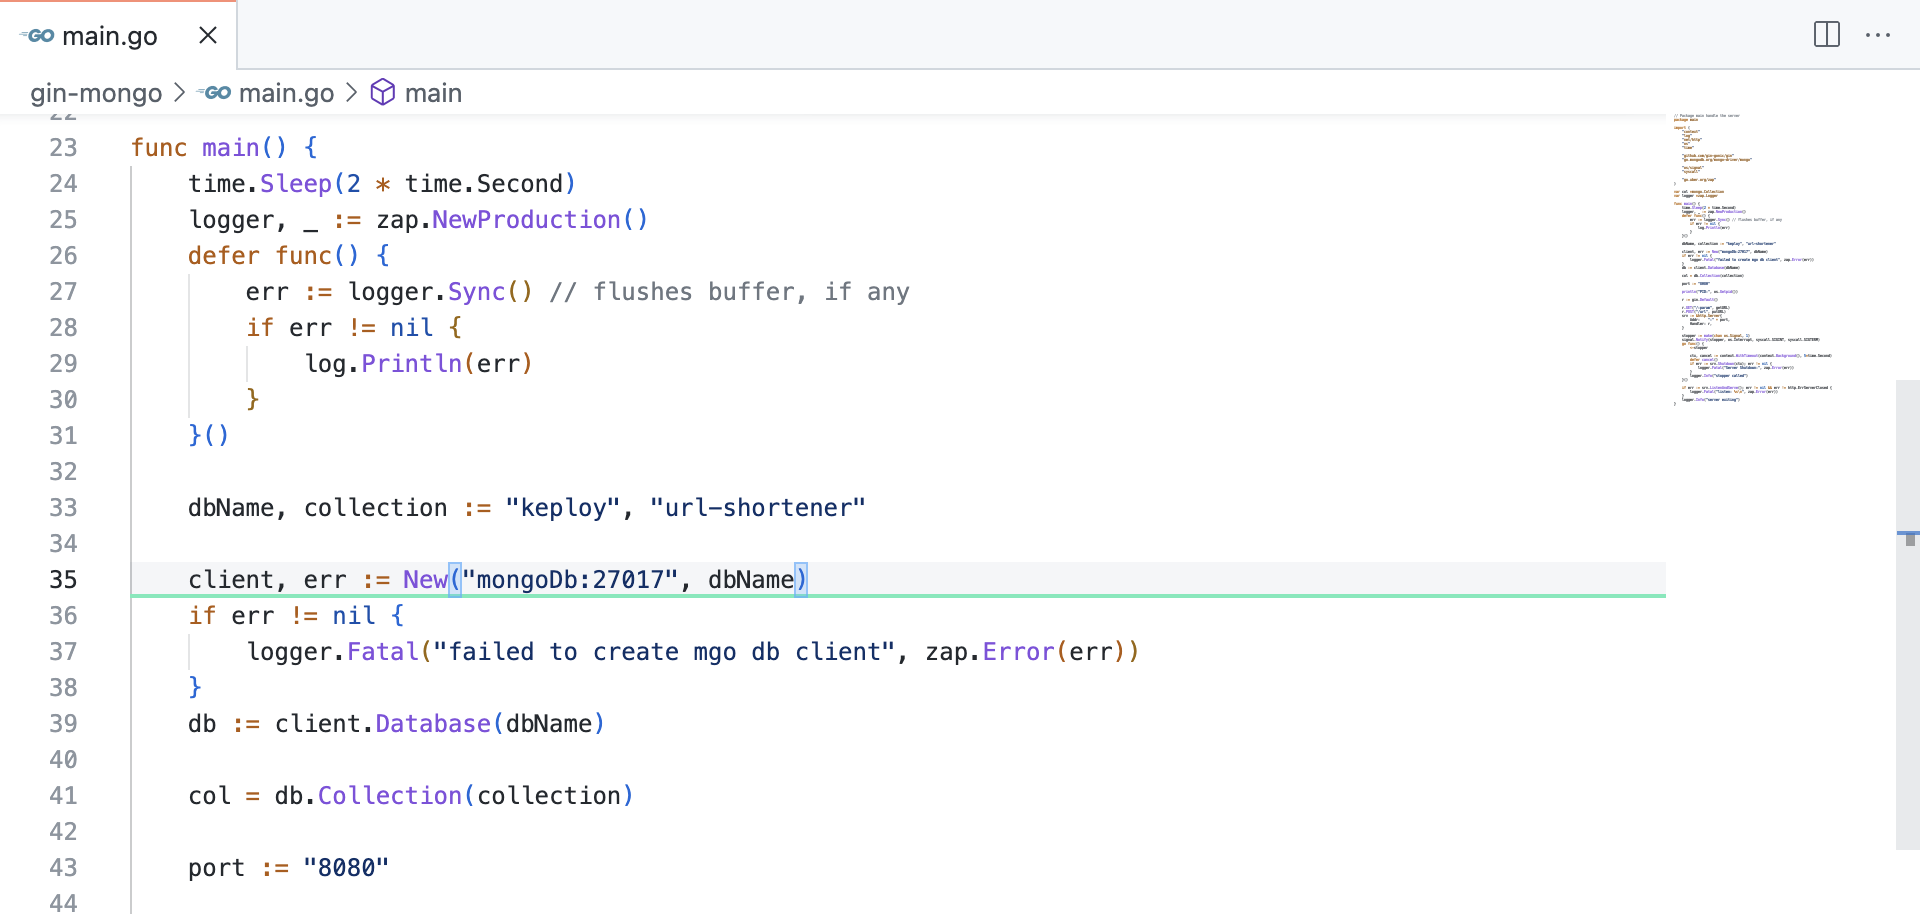 GO main.go
gin-mongo > GO main.go > main
22
23 func main() {
24     time.Sleep(2 * time.Second)
25     logger, _ := zap.NewProduction()
26     defer func() {
27         err := logger.Sync() // flushes buffer, if any
28         if err != nil {
29             log.Println(err)
30         }
31     }()
32
33     dbName, collection := "keploy", "url-shortener"
34
35     client, err := New("mongoDb:27017", dbName)
36     if err != nil {
37         logger.Fatal("failed to create mgo db client", zap.Error(err))
38     }
39     db := client.Database(dbName)
40
41     col = db.Collection(collection)
42
43     port := "8080"
44